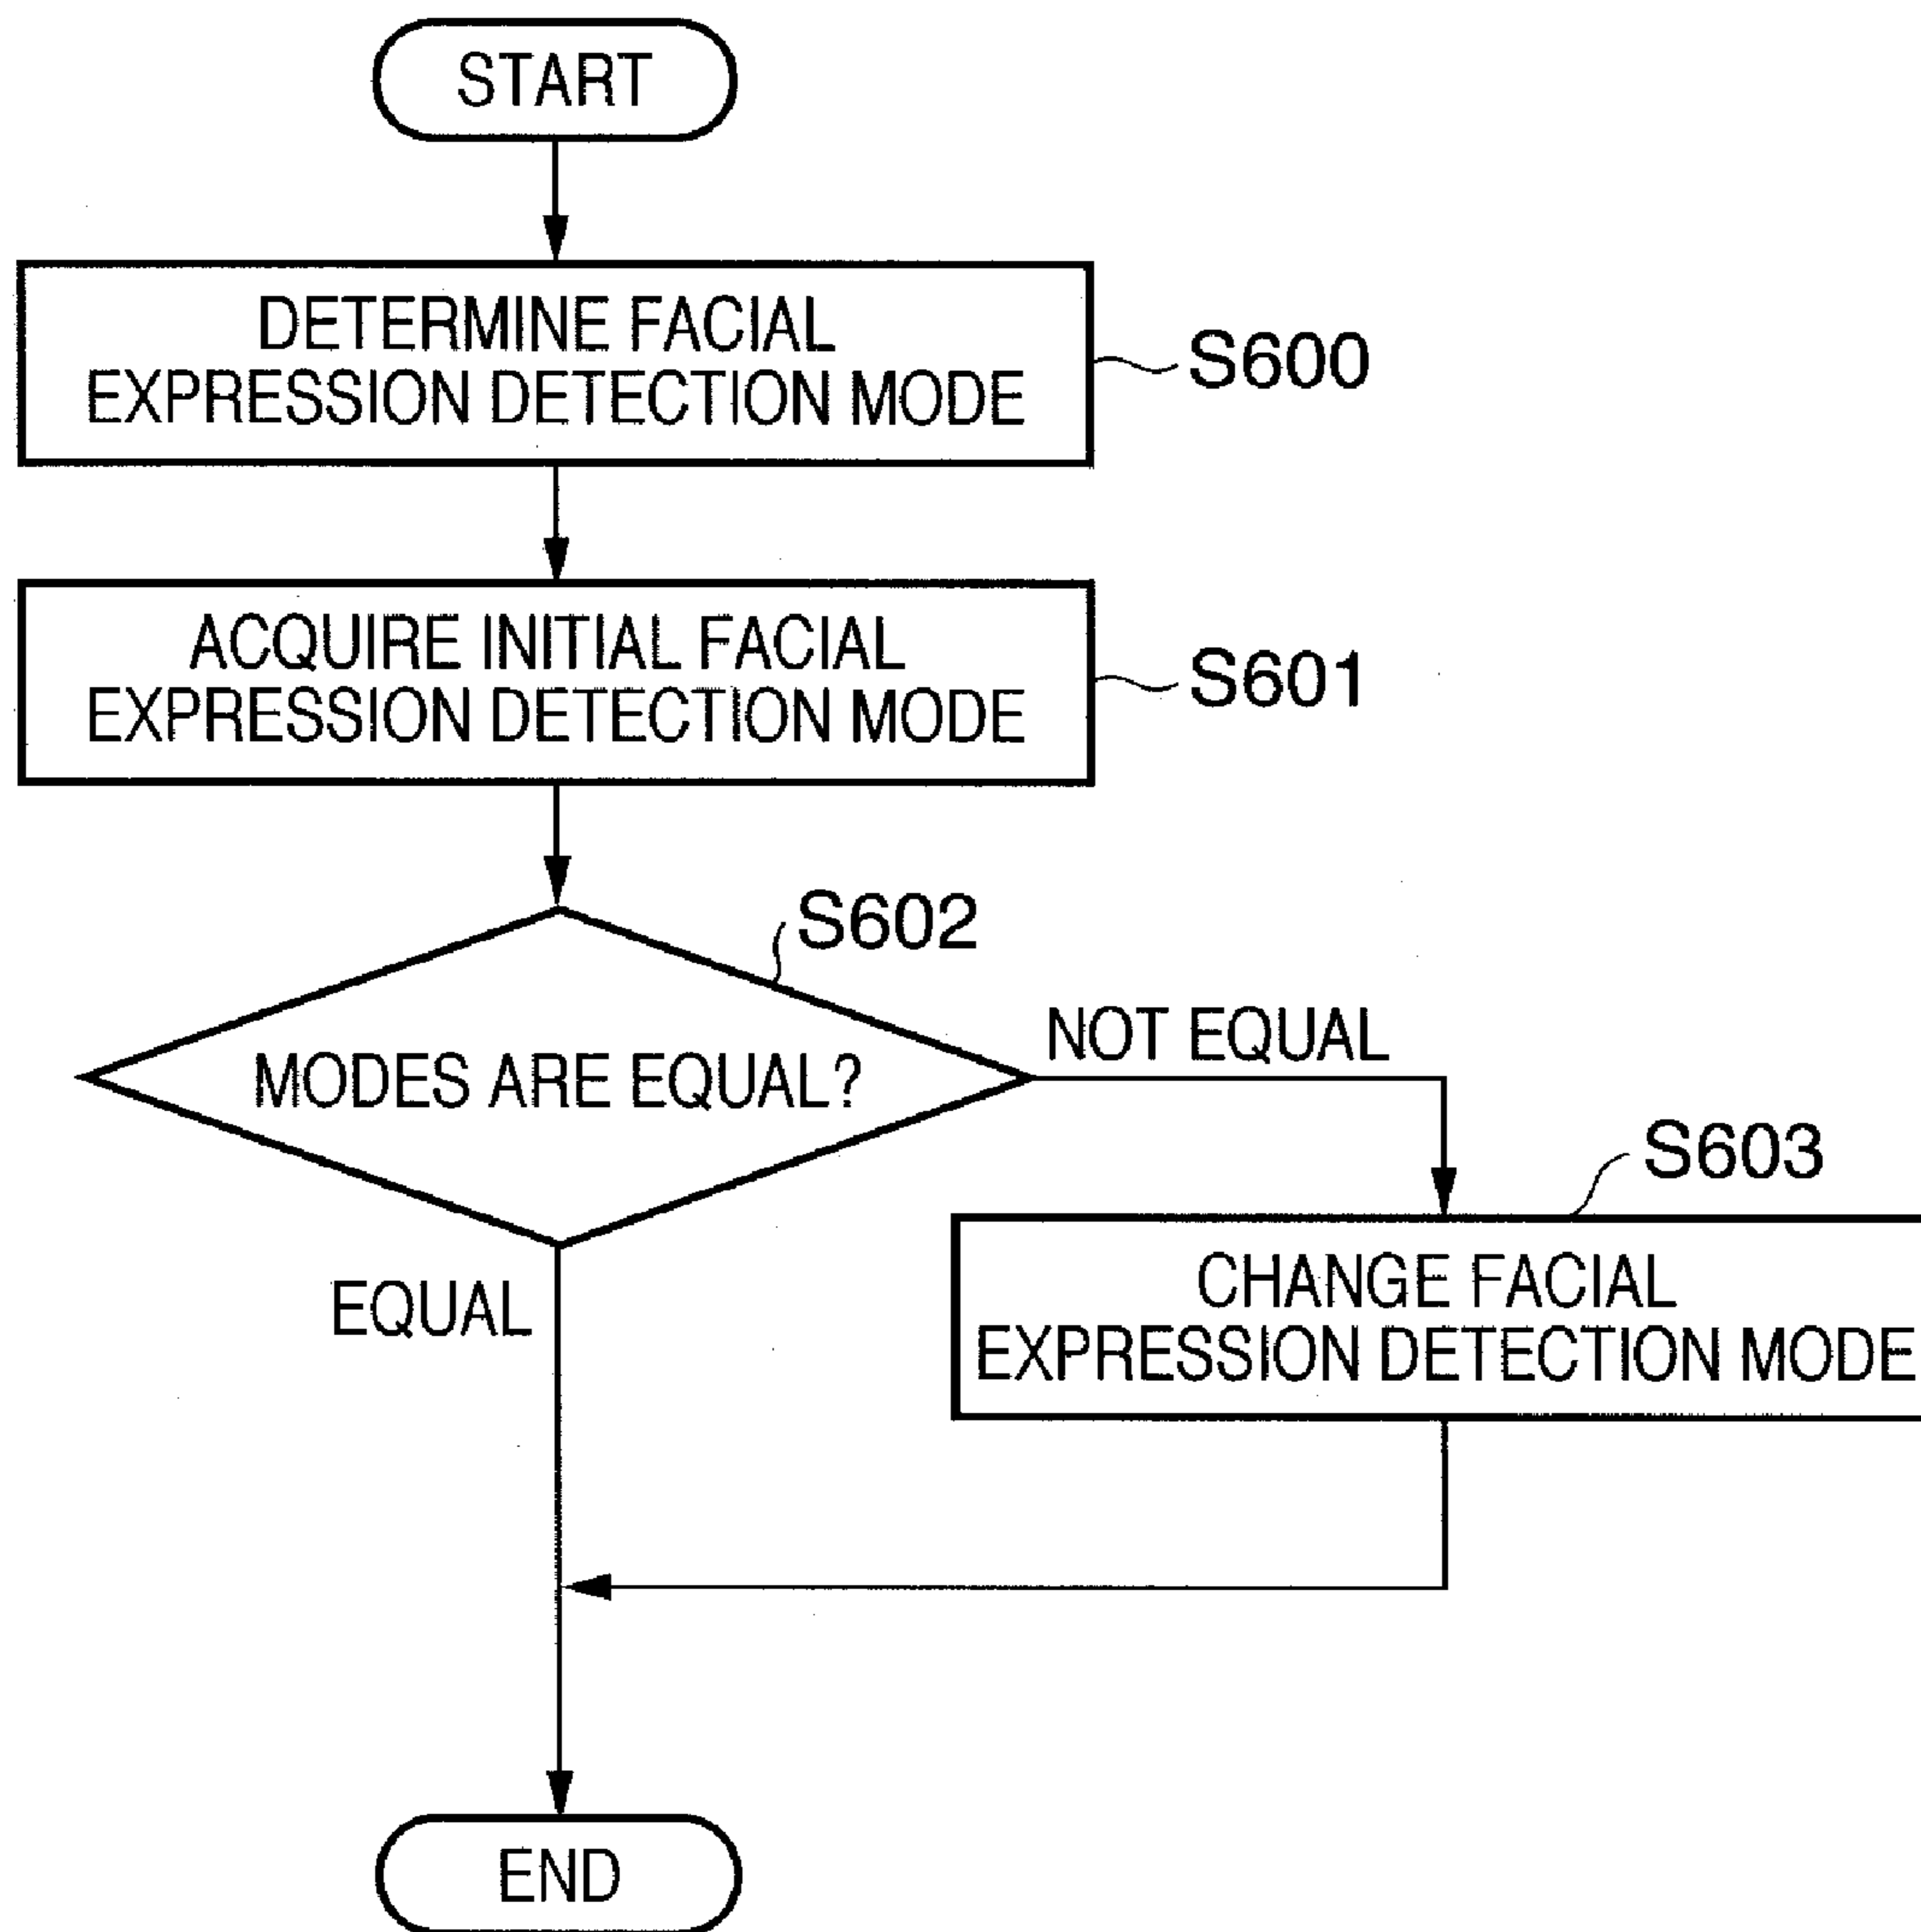 START
DETERMINE FACIAL
EXPRESSION DETECTION MODE
S600
ACQUIRE INITIAL FACIAL
EXPRESSION DETECTION MODE
S601
S602
MODES ARE EQUAL?
NOT EQUAL
S603
CHANGE FACIAL
EXPRESSION DETECTION MODE
EQUAL
END